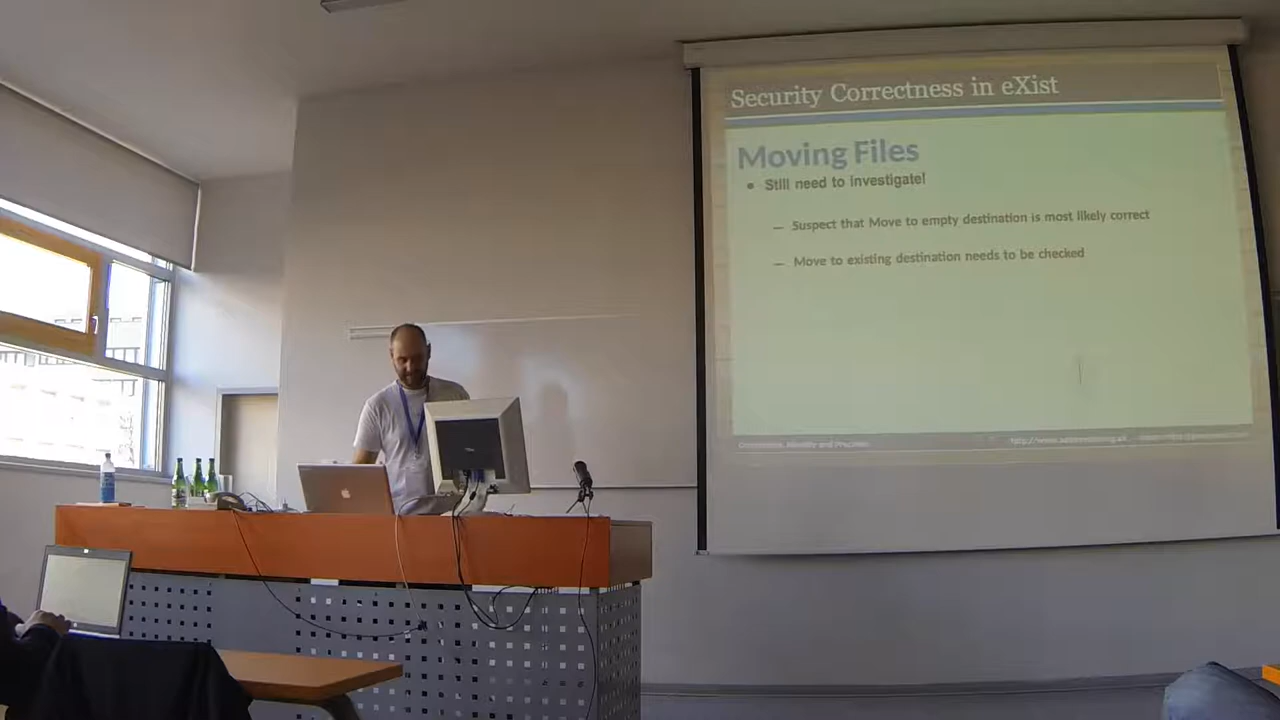 Security Correctness in eXist
Moving Files
• Still need to investigate!
— Suspect that Move to empty destination is most likely correct
— Move to existing destination needs to be checked